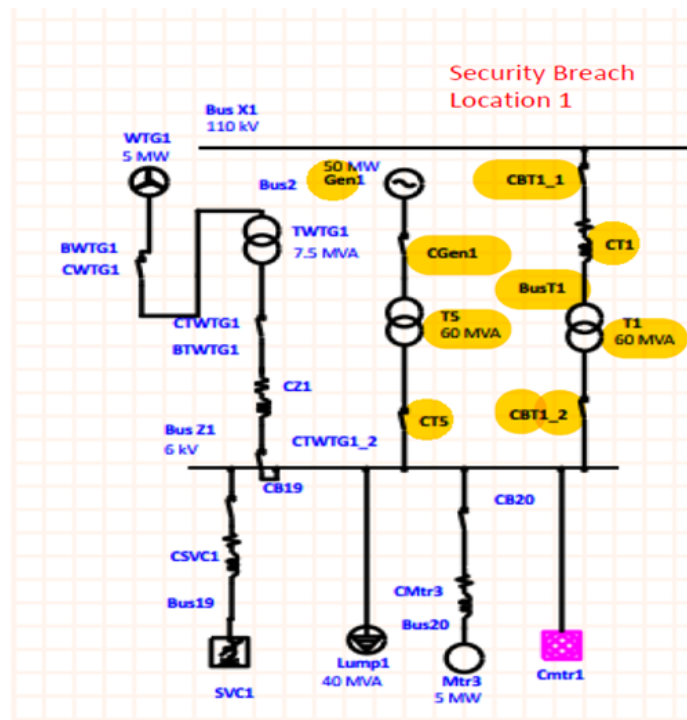 Security Breach
Location 1
Bus X1
110 kV
WTG1
5 MW
Bus2
50 MW
Gen1
CBT1_1
TWTG1
7.5 MVA
BWTG1
CWTG1
CGen1
CT1
BusT1
CTWTG1
BTWTG1
T5
60 MVA
T1
60 MVA
CZ1
Bus Z1
6 kV
CTWTG1_2
CT5
CBT1_2
CB19
CB20
CSVC1
CMtr3
Bus19
Bus20
SVC1
Lump1
40 MVA
Mtr3
5 MW
Cmtr1